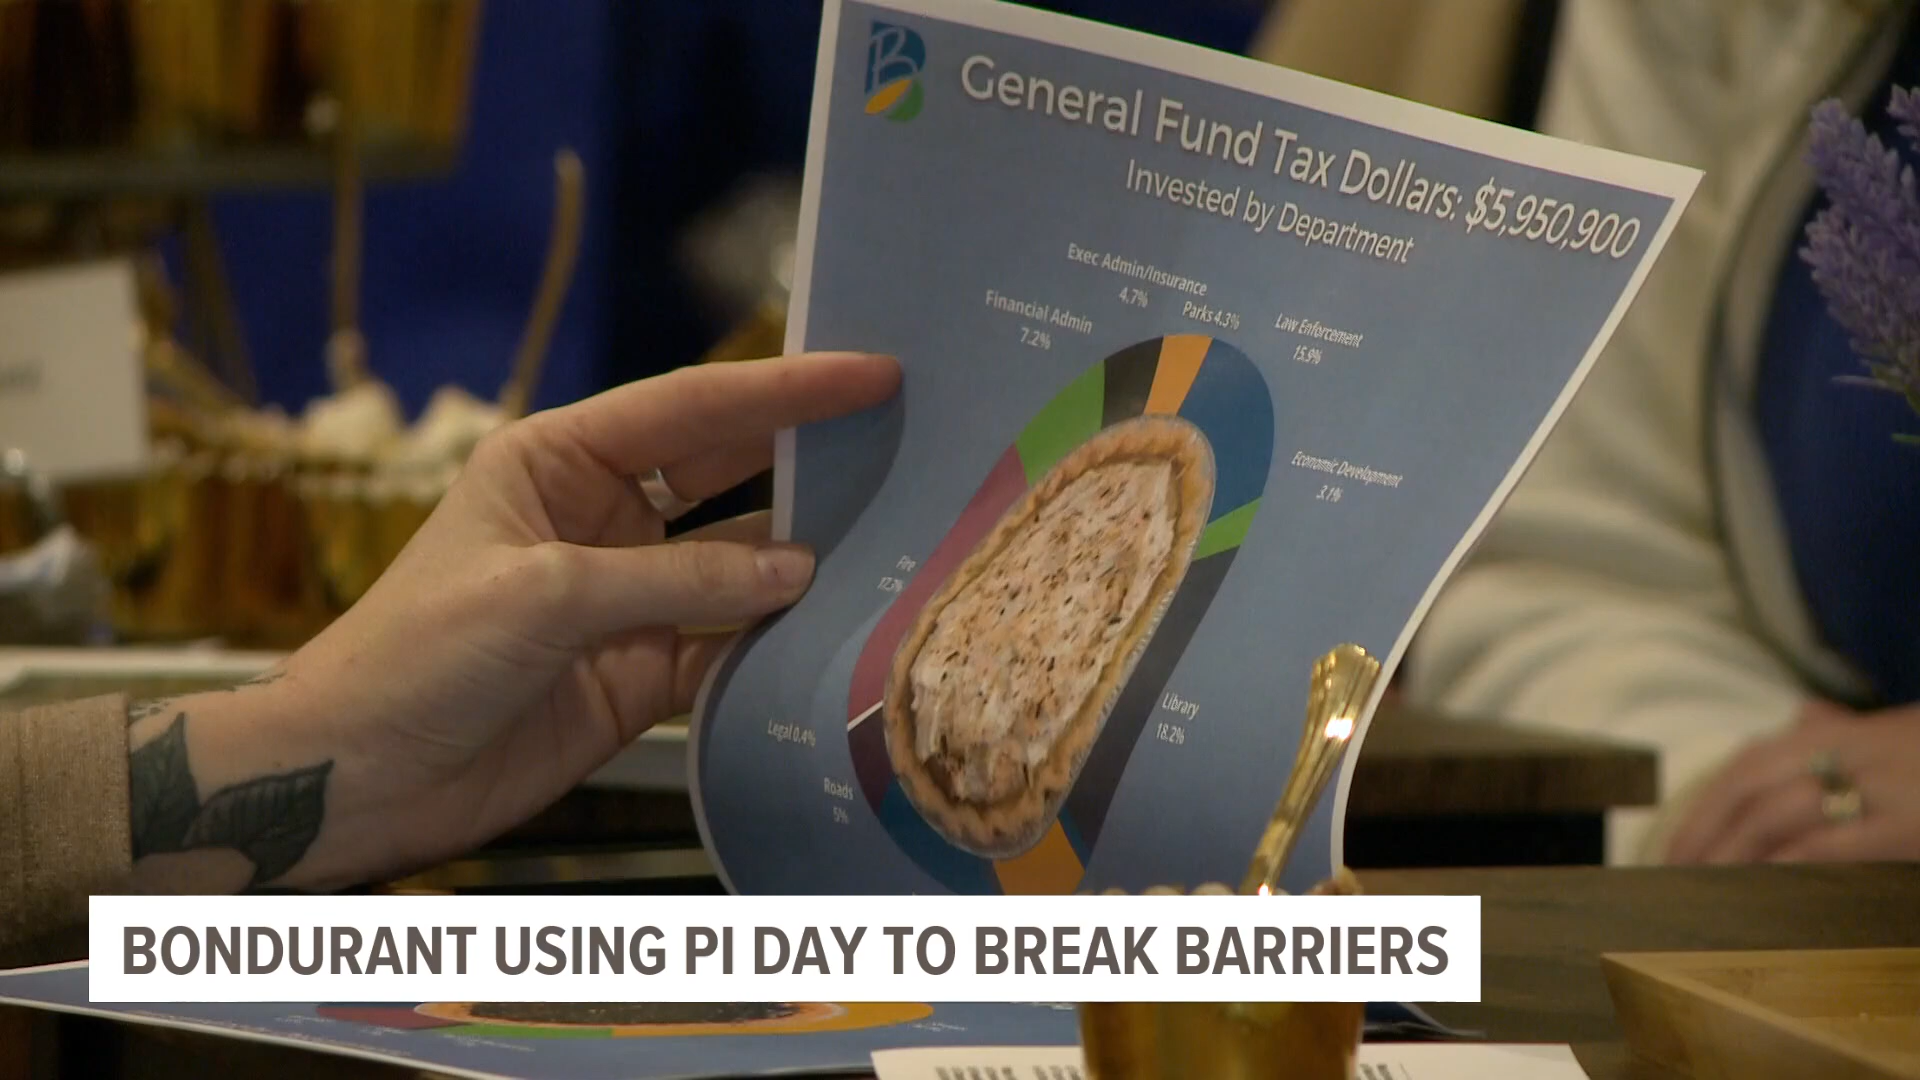 B
General Fund Tax Dollars: $5,950,900
Invested by Department
Exec Admin/Insurance
4.7%
Parks 4.3%
Financial Admin
7.2%
Law Enforcement
15.9%
Economic Development
3.1%
Fire
17.3%
Library
18.2%
Legal 0.4%
Roads
5%
BONDURANT USING PI DAY TO BREAK BARRIERS